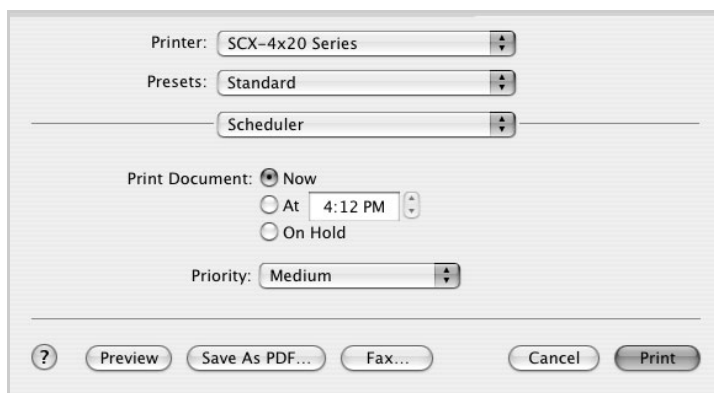 Printer: SCX-4x20 Series
Presets: Standard
Scheduler
Print Document: Now
At 4:12 PM
On Hold
Priority: Medium
? Preview Save As PDF... Fax... Cancel Print